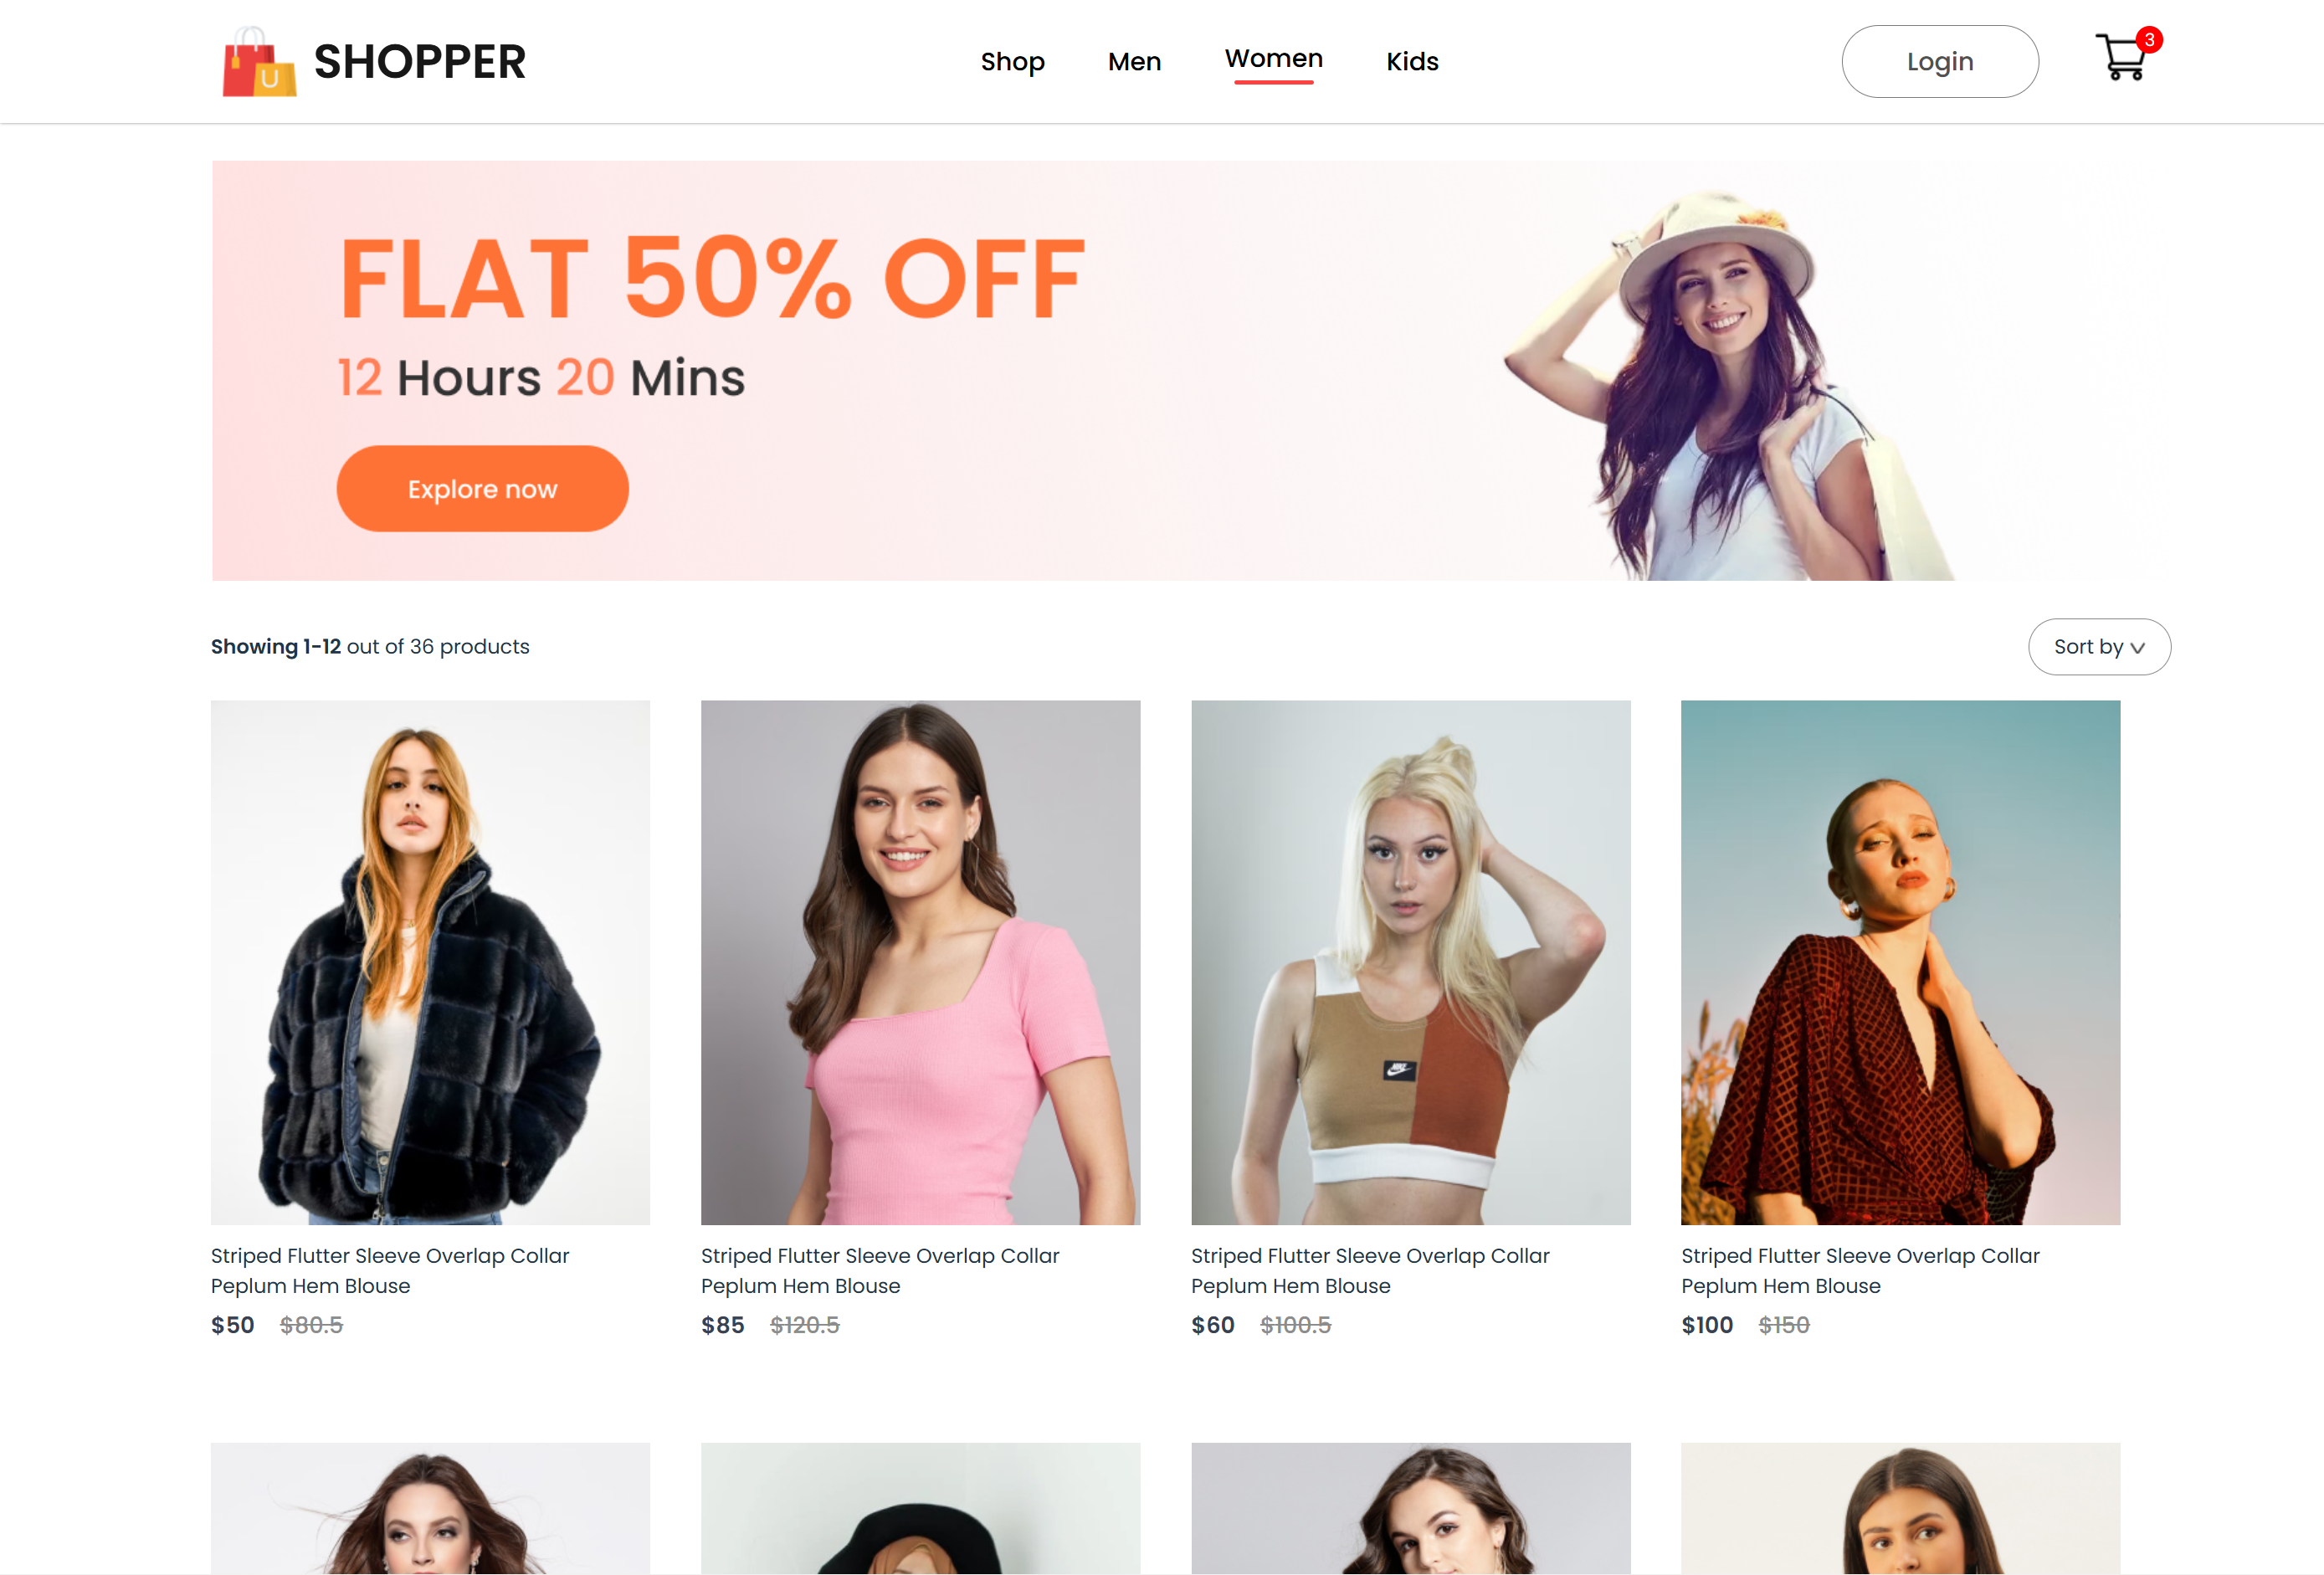 U SHOPPER
Shop Men Women Kids
Login 3
FLAT 50% OFF
12 Hours 20 Mins
Explore now
Showing 1-12 out of 36 products
Sort by
NIKE
Striped Flutter Sleeve Overlap Collar
Peplum Hem Blouse
$50 $80.5
Striped Flutter Sleeve Overlap Collar
Peplum Hem Blouse
$85 $120.5
Striped Flutter Sleeve Overlap Collar
Peplum Hem Blouse
$60 $100.5
Striped Flutter Sleeve Overlap Collar
Peplum Hem Blouse
$100 $150